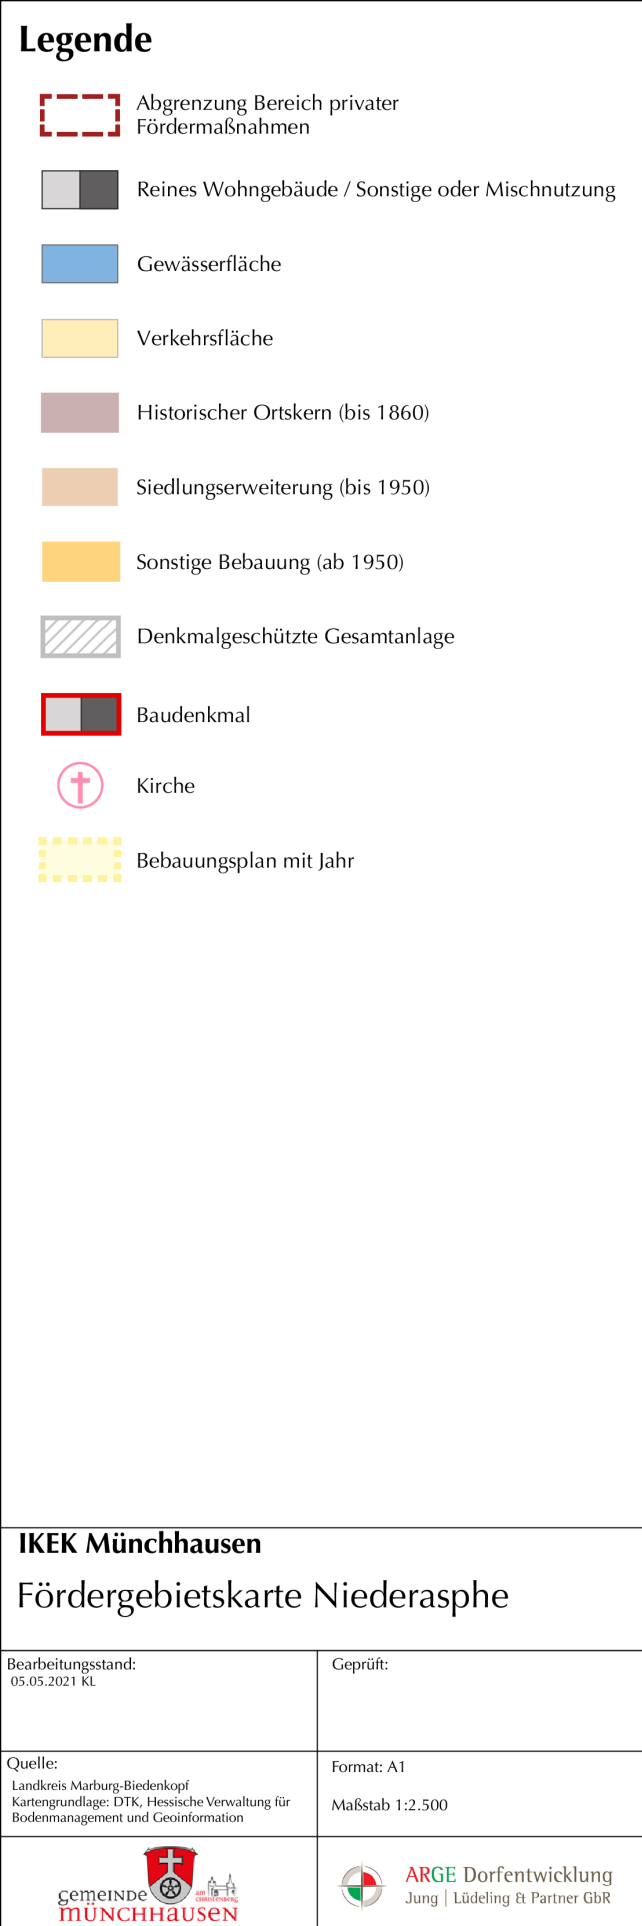 Legende
Abgrenzung Bereich privater
Fördermaßnahmen
Reines Wohngebäude / Sonstige oder Mischnutzung
Gewässerfläche
Verkehrsfläche
Historischer Ortskern (bis 1860)
Siedlungserweiterung (bis 1950)
Sonstige Bebauung (ab 1950)
Denkmalgeschützte Gesamtanlage
Baudenkmal
Kirche
Bebauungsplan mit Jahr
IKEK Münchhausen
Fördergebietskarte Niederasphe
Bearbeitungsstand:
05.05.2021 KL
Geprüft:
Quelle:
Landkreis Marburg-Biedenkopf
Kartengrundlage: DTK, Hessische Verwaltung für
Bodenmanagement und Geoinformation
Format: A1
Maßstab 1:2.500
gemeinde
am
christenberg
münchhausen
ARGE Dorfentwicklung
Jung | Lüdeling & Partner GbR